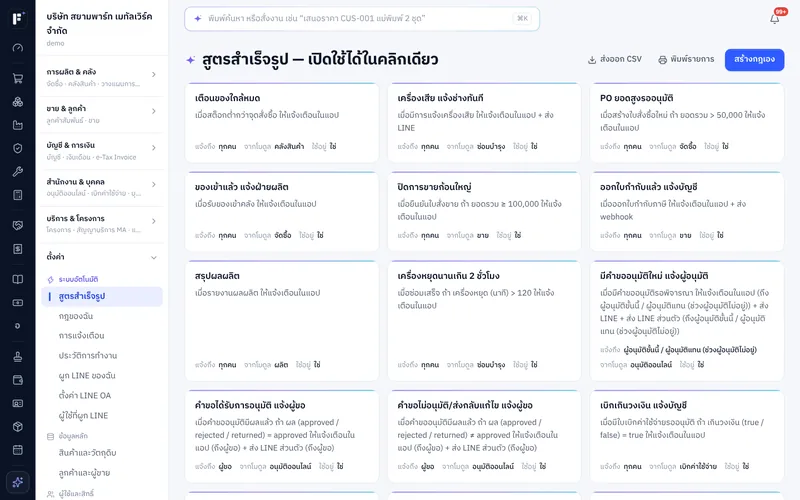 บริษัท สยามพาร์ท เมทัลเวิร์ค จำกัด
demo
การผลิต & คลัง
จัดซื้อ · คลังสินค้า · วางแผนการ...
ขาย & ลูกค้า
ลูกค้าสัมพันธ์ · ขาย
บัญชี & การเงิน
บัญชี · เงินเดือน · e-Tax Invoice
สำนักงาน & บุคคล
อนุมัติออนไลน์ · เบิกค่าใช้จ่าย · บุ...
บริการ & โครงการ
โครงการ · สัญญาบริการ MA · แ...
ตั้งค่า
ระบบอัตโนมัติ
สูตรสำเร็จรูป
กฎของฉัน
การแจ้งเตือน
ประวัติการทำงาน
ผูก LINE ของฉัน
ตั้งค่า LINE OA
ผู้ใช้ที่ผูก LINE
ข้อมูลหลัก
สินค้าและวัตถุดิบ
ลูกค้าและผู้ขาย
ผู้ใช้และสิทธิ์
พิมพ์ค้นหา หรือสั่งงาน เช่น “เสนอราคา CUS-001 แม่พิมพ์ 2 ชุด”
⌘K
99+
สูตรสำเร็จรูป — เปิดใช้ได้ในคลิกเดียว
ส่งออก CSV
พิมพ์รายการ
สร้างกฎเอง
เตือนของใกล้หมด
เมื่อสต็อกต่ำกว่าจุดสั่งซื้อ ให้แจ้งเตือนในแอป
แจ้งถึง ทุกคน จากโมดูล คลังสินค้า ใช้อยู่ ใช่
เครื่องเสีย แจ้งช่างทันที
เมื่อมีการแจ้งเครื่องเสีย ให้แจ้งเตือนในแอป + ส่ง LINE
แจ้งถึง ทุกคน จากโมดูล ซ่อมบำรุง ใช้อยู่ ใช่
PO ยอดสูงรออนุมัติ
เมื่อสร้างใบสั่งซื้อใหม่ ถ้า ยอดรวม > 50,000 ให้แจ้งเตือนในแอป
แจ้งถึง ทุกคน จากโมดูล จัดซื้อ ใช้อยู่ ใช่
ของเข้าแล้ว แจ้งฝ่ายผลิต
เมื่อรับของเข้าคลัง ให้แจ้งเตือนในแอป
แจ้งถึง ทุกคน จากโมดูล จัดซื้อ ใช้อยู่ ใช่
ปิดการขายก้อนใหญ่
เมื่อยืนยันใบสั่งขาย ถ้า ยอดรวม ≥ 100,000 ให้แจ้งเตือนในแอป
แจ้งถึง ทุกคน จากโมดูล ขาย ใช้อยู่ ใช่
ออกใบกำกับแล้ว แจ้งบัญชี
เมื่อออกใบกำกับภาษี ให้แจ้งเตือนในแอป + ส่ง webhook
แจ้งถึง ทุกคน จากโมดูล ขาย ใช้อยู่ ใช่
สรุปผลผลิต
เมื่อรายงานผลผลิต ให้แจ้งเตือนในแอป
แจ้งถึง ทุกคน จากโมดูล ผลิต ใช้อยู่ ใช่
เครื่องหยุดนานเกิน 2 ชั่วโมง
เมื่อซ่อมเสร็จ ถ้า เครื่องหยุด (นาที) > 120 ให้แจ้งเตือนในแอป
แจ้งถึง ทุกคน จากโมดูล ซ่อมบำรุง ใช้อยู่ ใช่
มีคำขออนุมัติใหม่ แจ้งผู้อนุมัติ
เมื่อมีคำขออนุมัติรอพิจารณา ให้แจ้งเตือนในแอป (ถึงผู้อนุมัติขั้นนี้ / ผู้อนุมัติแทน (ช่วงผู้อนุมัติไม่อยู่)) + ส่ง LINE + ส่ง LINE ส่วนตัว (ถึงผู้อนุมัติขั้นนี้ / ผู้อนุมัติแทน (ช่วงผู้อนุมัติไม่อยู่))
แจ้งถึง ผู้อนุมัติขั้นนี้ / ผู้อนุมัติแทน (ช่วงผู้อนุมัติไม่อยู่)
จากโมดูล อนุมัติออนไลน์ ใช้อยู่ ใช่
คำขอได้รับการอนุมัติ แจ้งผู้ขอ
เมื่อคำขออนุมัติมีผลแล้ว ถ้า ผล (approved / rejected / returned) = approved ให้แจ้งเตือนในแอป (ถึงผู้ขอ) + ส่ง LINE ส่วนตัว (ถึงผู้ขอ)
แจ้งถึง ผู้ขอ จากโมดูล อนุมัติออนไลน์ ใช้อยู่ ใช่
คำขอไม่อนุมัติ/ส่งกลับแก้ไข แจ้งผู้ขอ
เมื่อคำขออนุมัติมีผลแล้ว ถ้า ผล (approved / rejected / returned) ≠ approved ให้แจ้งเตือนในแอป (ถึงผู้ขอ) + ส่ง LINE ส่วนตัว (ถึงผู้ขอ)
แจ้งถึง ผู้ขอ จากโมดูล อนุมัติออนไลน์ ใช้อยู่ ใช่
เบิกเกินวงเงิน แจ้งบัญชี
เมื่อมีใบเบิกค่าใช้จ่ายรออนุมัติ ถ้า เกินวงเงิน (true / false) = true ให้แจ้งเตือนในแอป
แจ้งถึง ทุกคน จากโมดูล เบิกค่าใช้จ่าย ใช้อยู่ ใช่